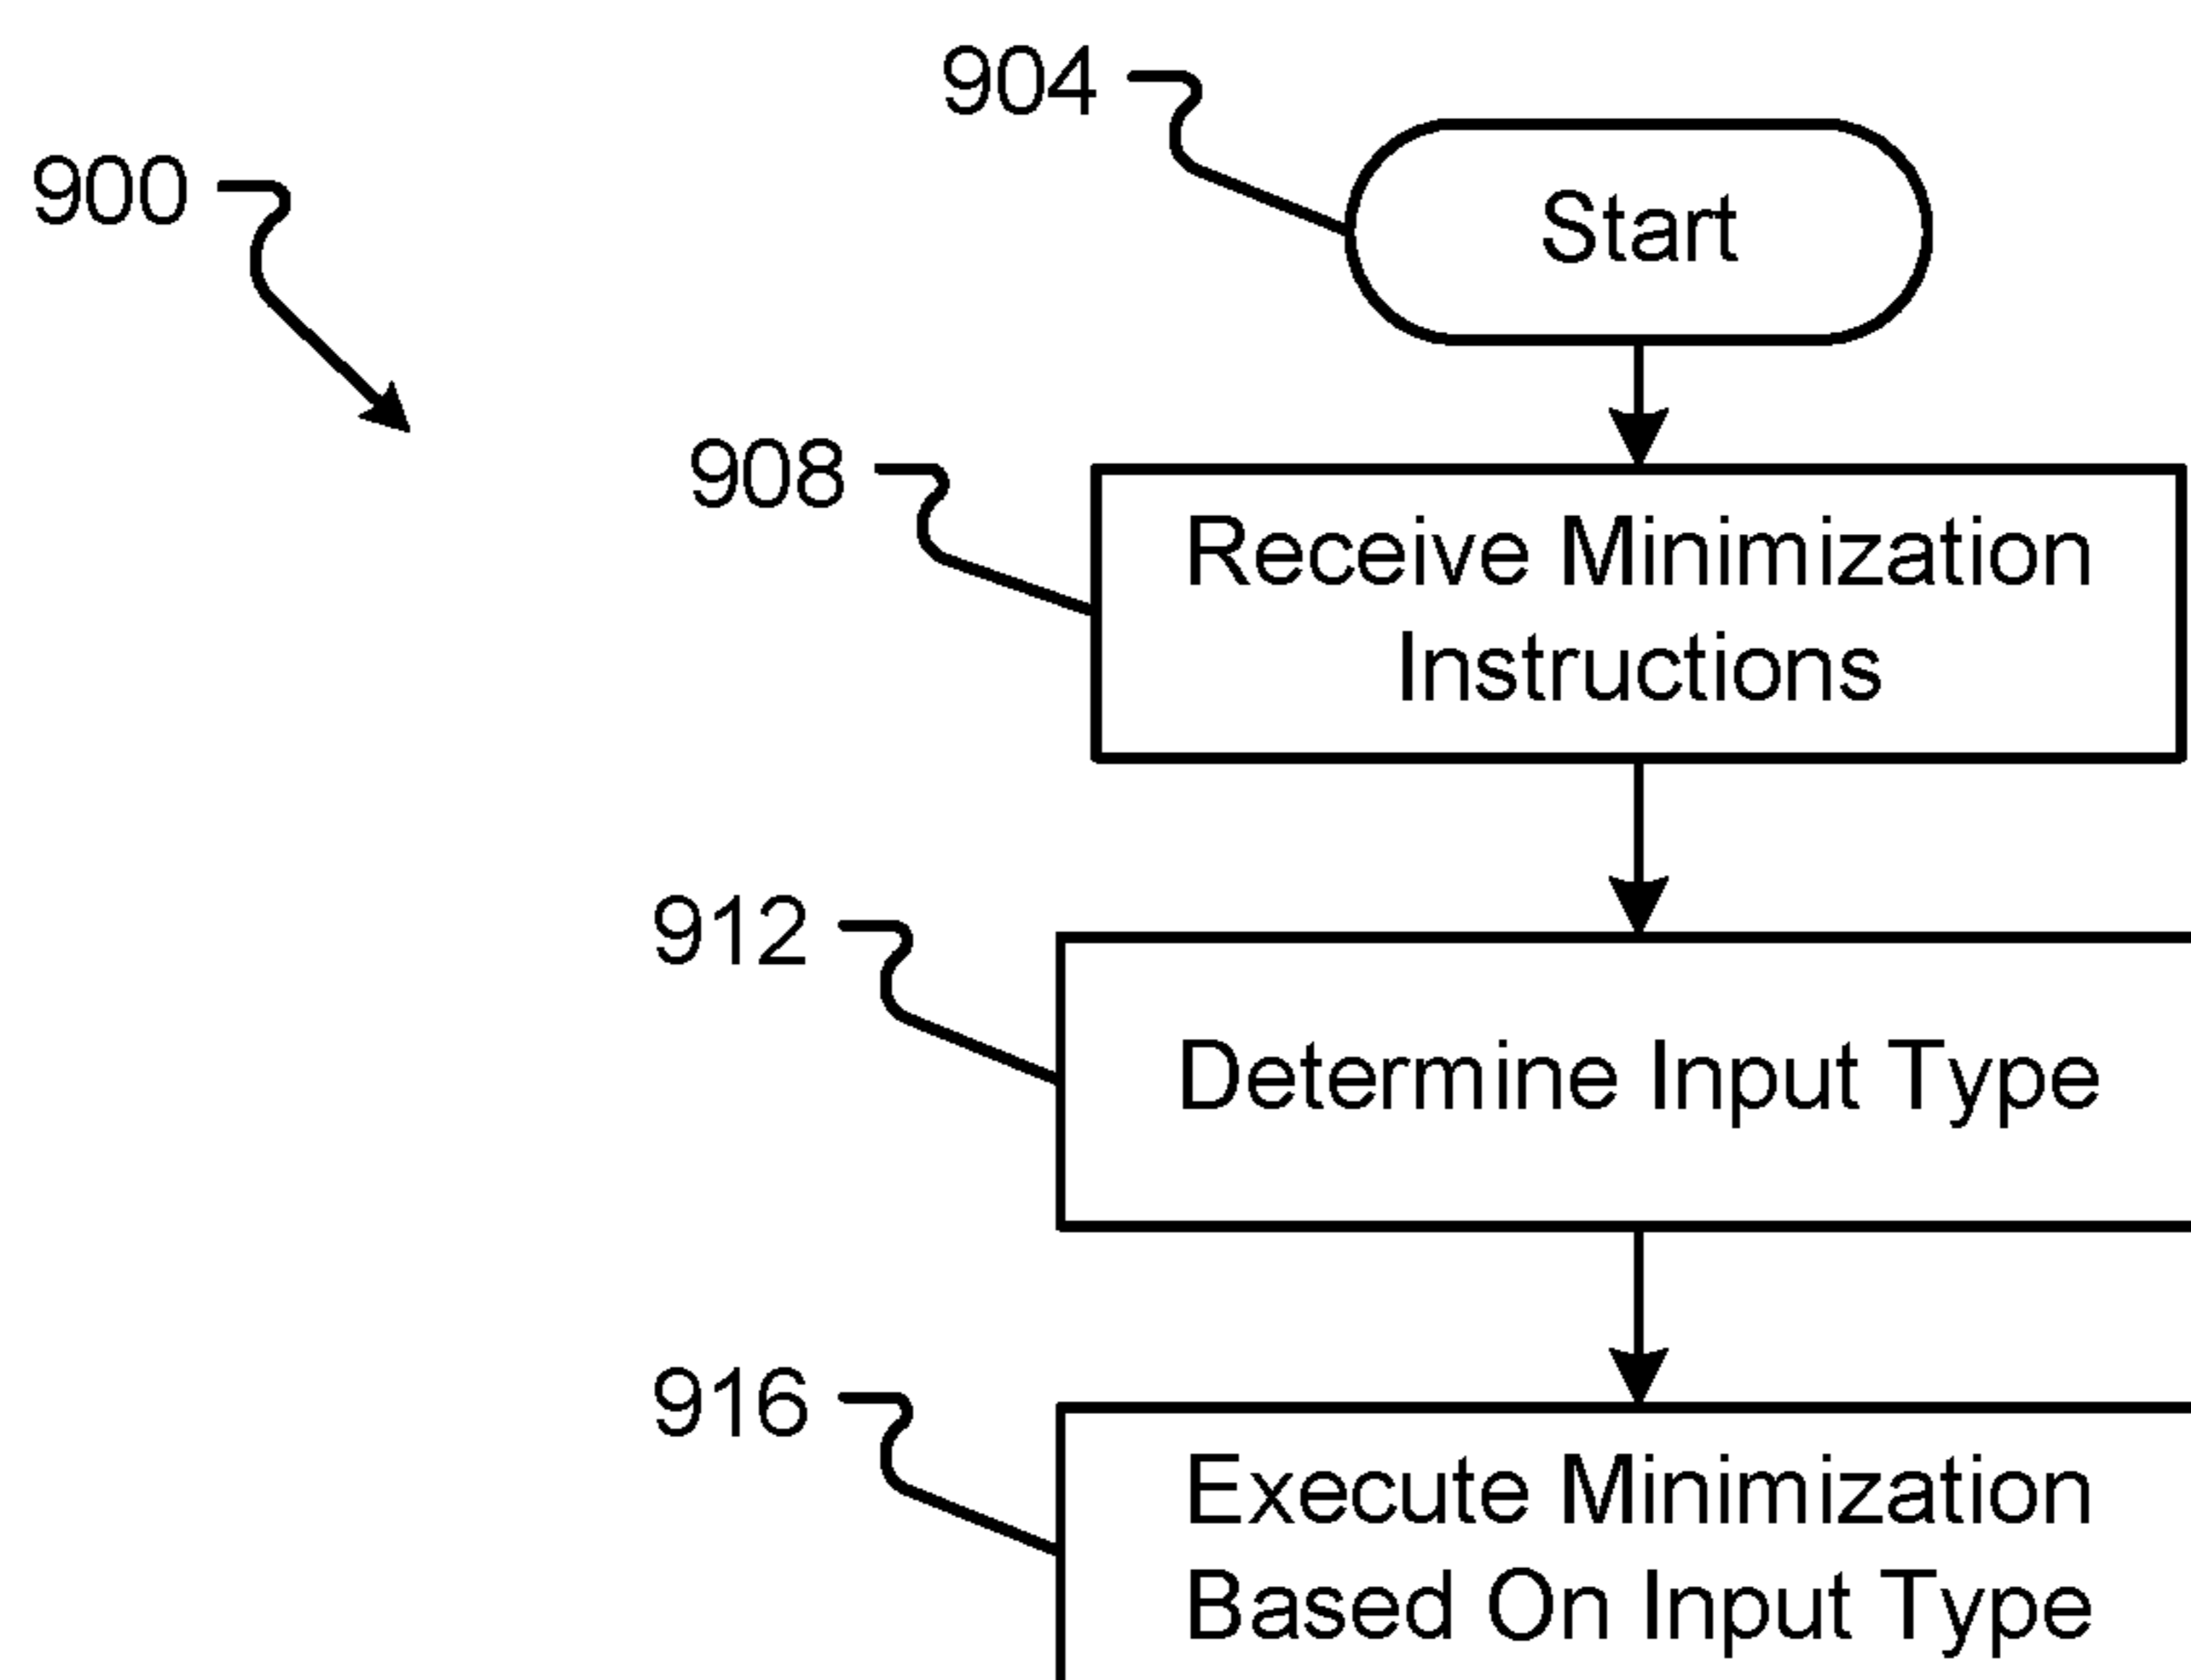 904
900
Start
908
Receive Minimization
Instructions
912
Determine Input Type
916
Execute Minimization
Based On Input Type